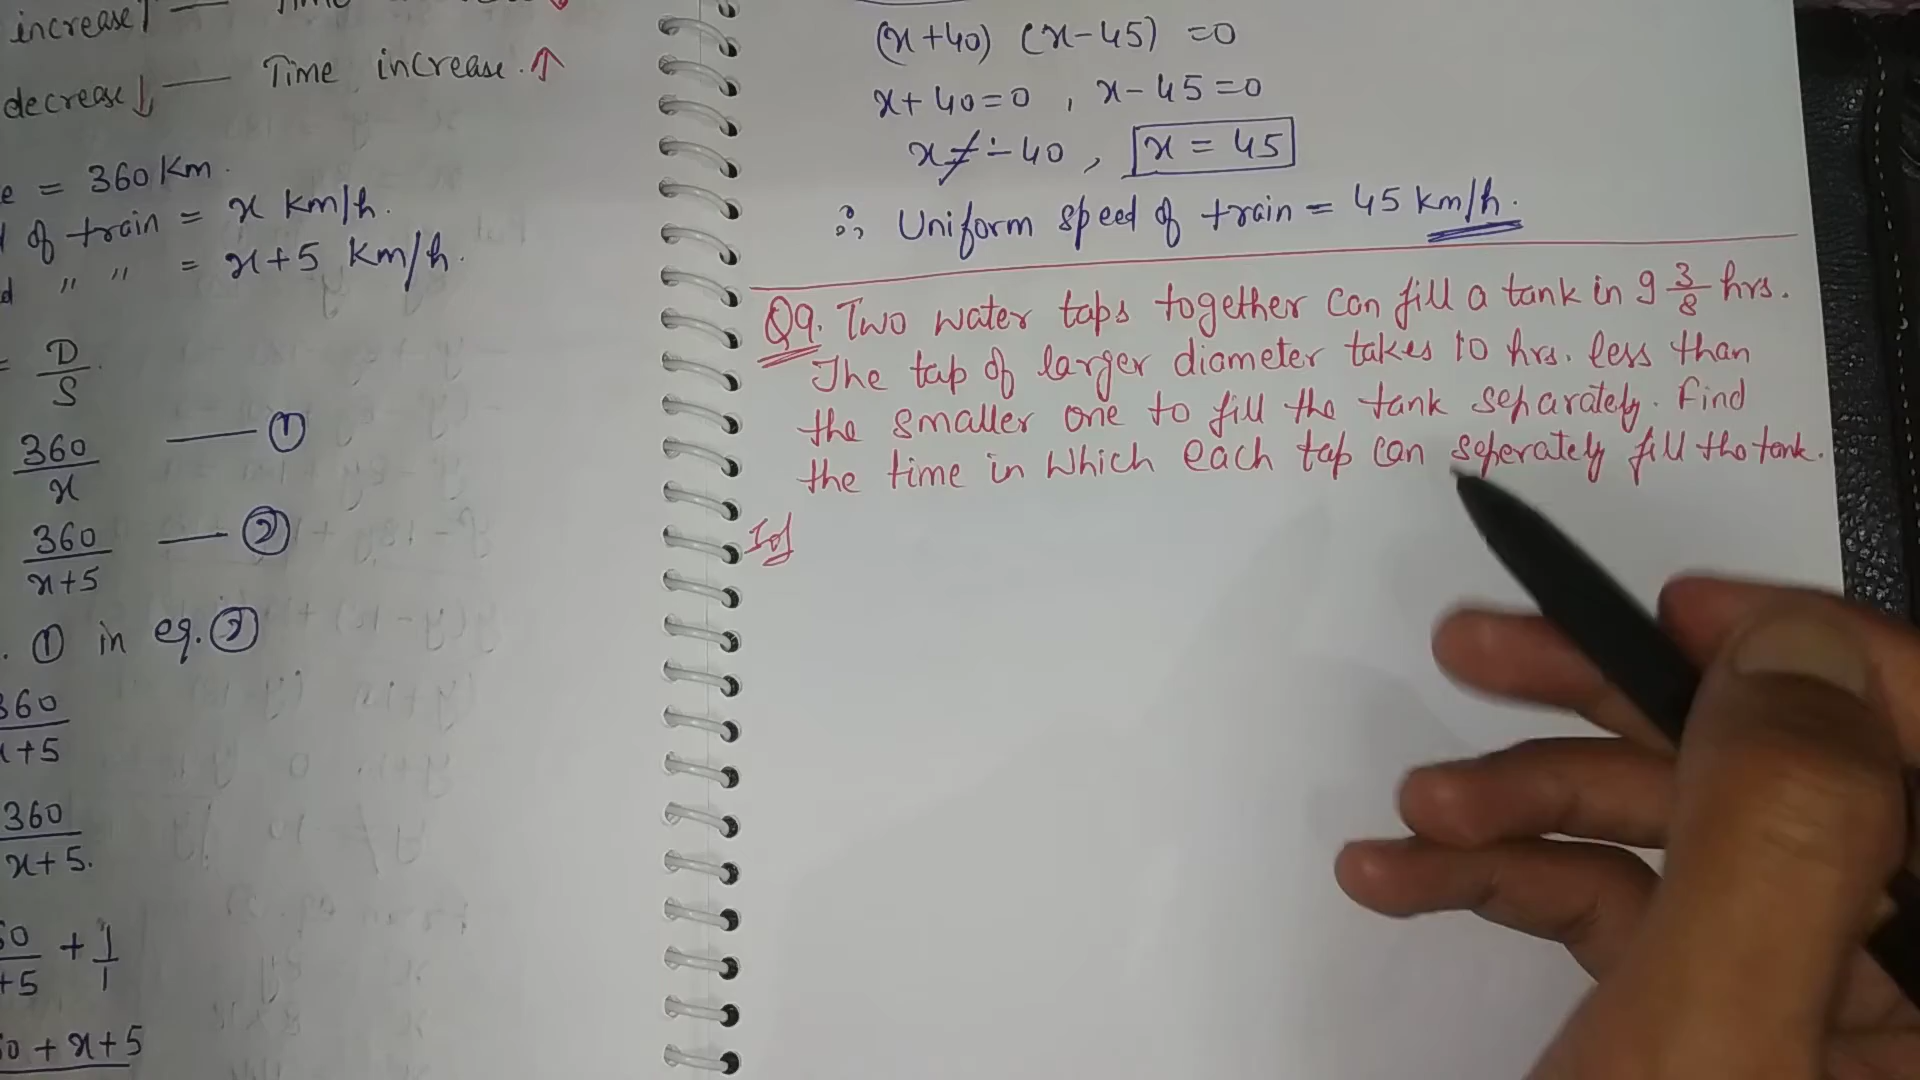 increase↑ — Time
decrease↓ — Time increase.↑
= 360 Km.
of train = x km/h.
" " = x+5 km/h.
= D/S
360/x —— ①
360/x+5 —— ②
① in eq.②
360/x+5
360/x+5.
+5 + 1/1
+ x+5
(x+40) (x-45) =0
x+40=0 , x-45=0
x≠-40 , x = 45
∴ Uniform speed of train = 45 km/h.
Q9. Two water taps together Can fill a tank in 9 3/8 hrs.
The tap of larger diameter takes 10 hrs. less than
the smaller one to fill the tank separately. Find
the time in Which each tap Can seperately fill the tank.